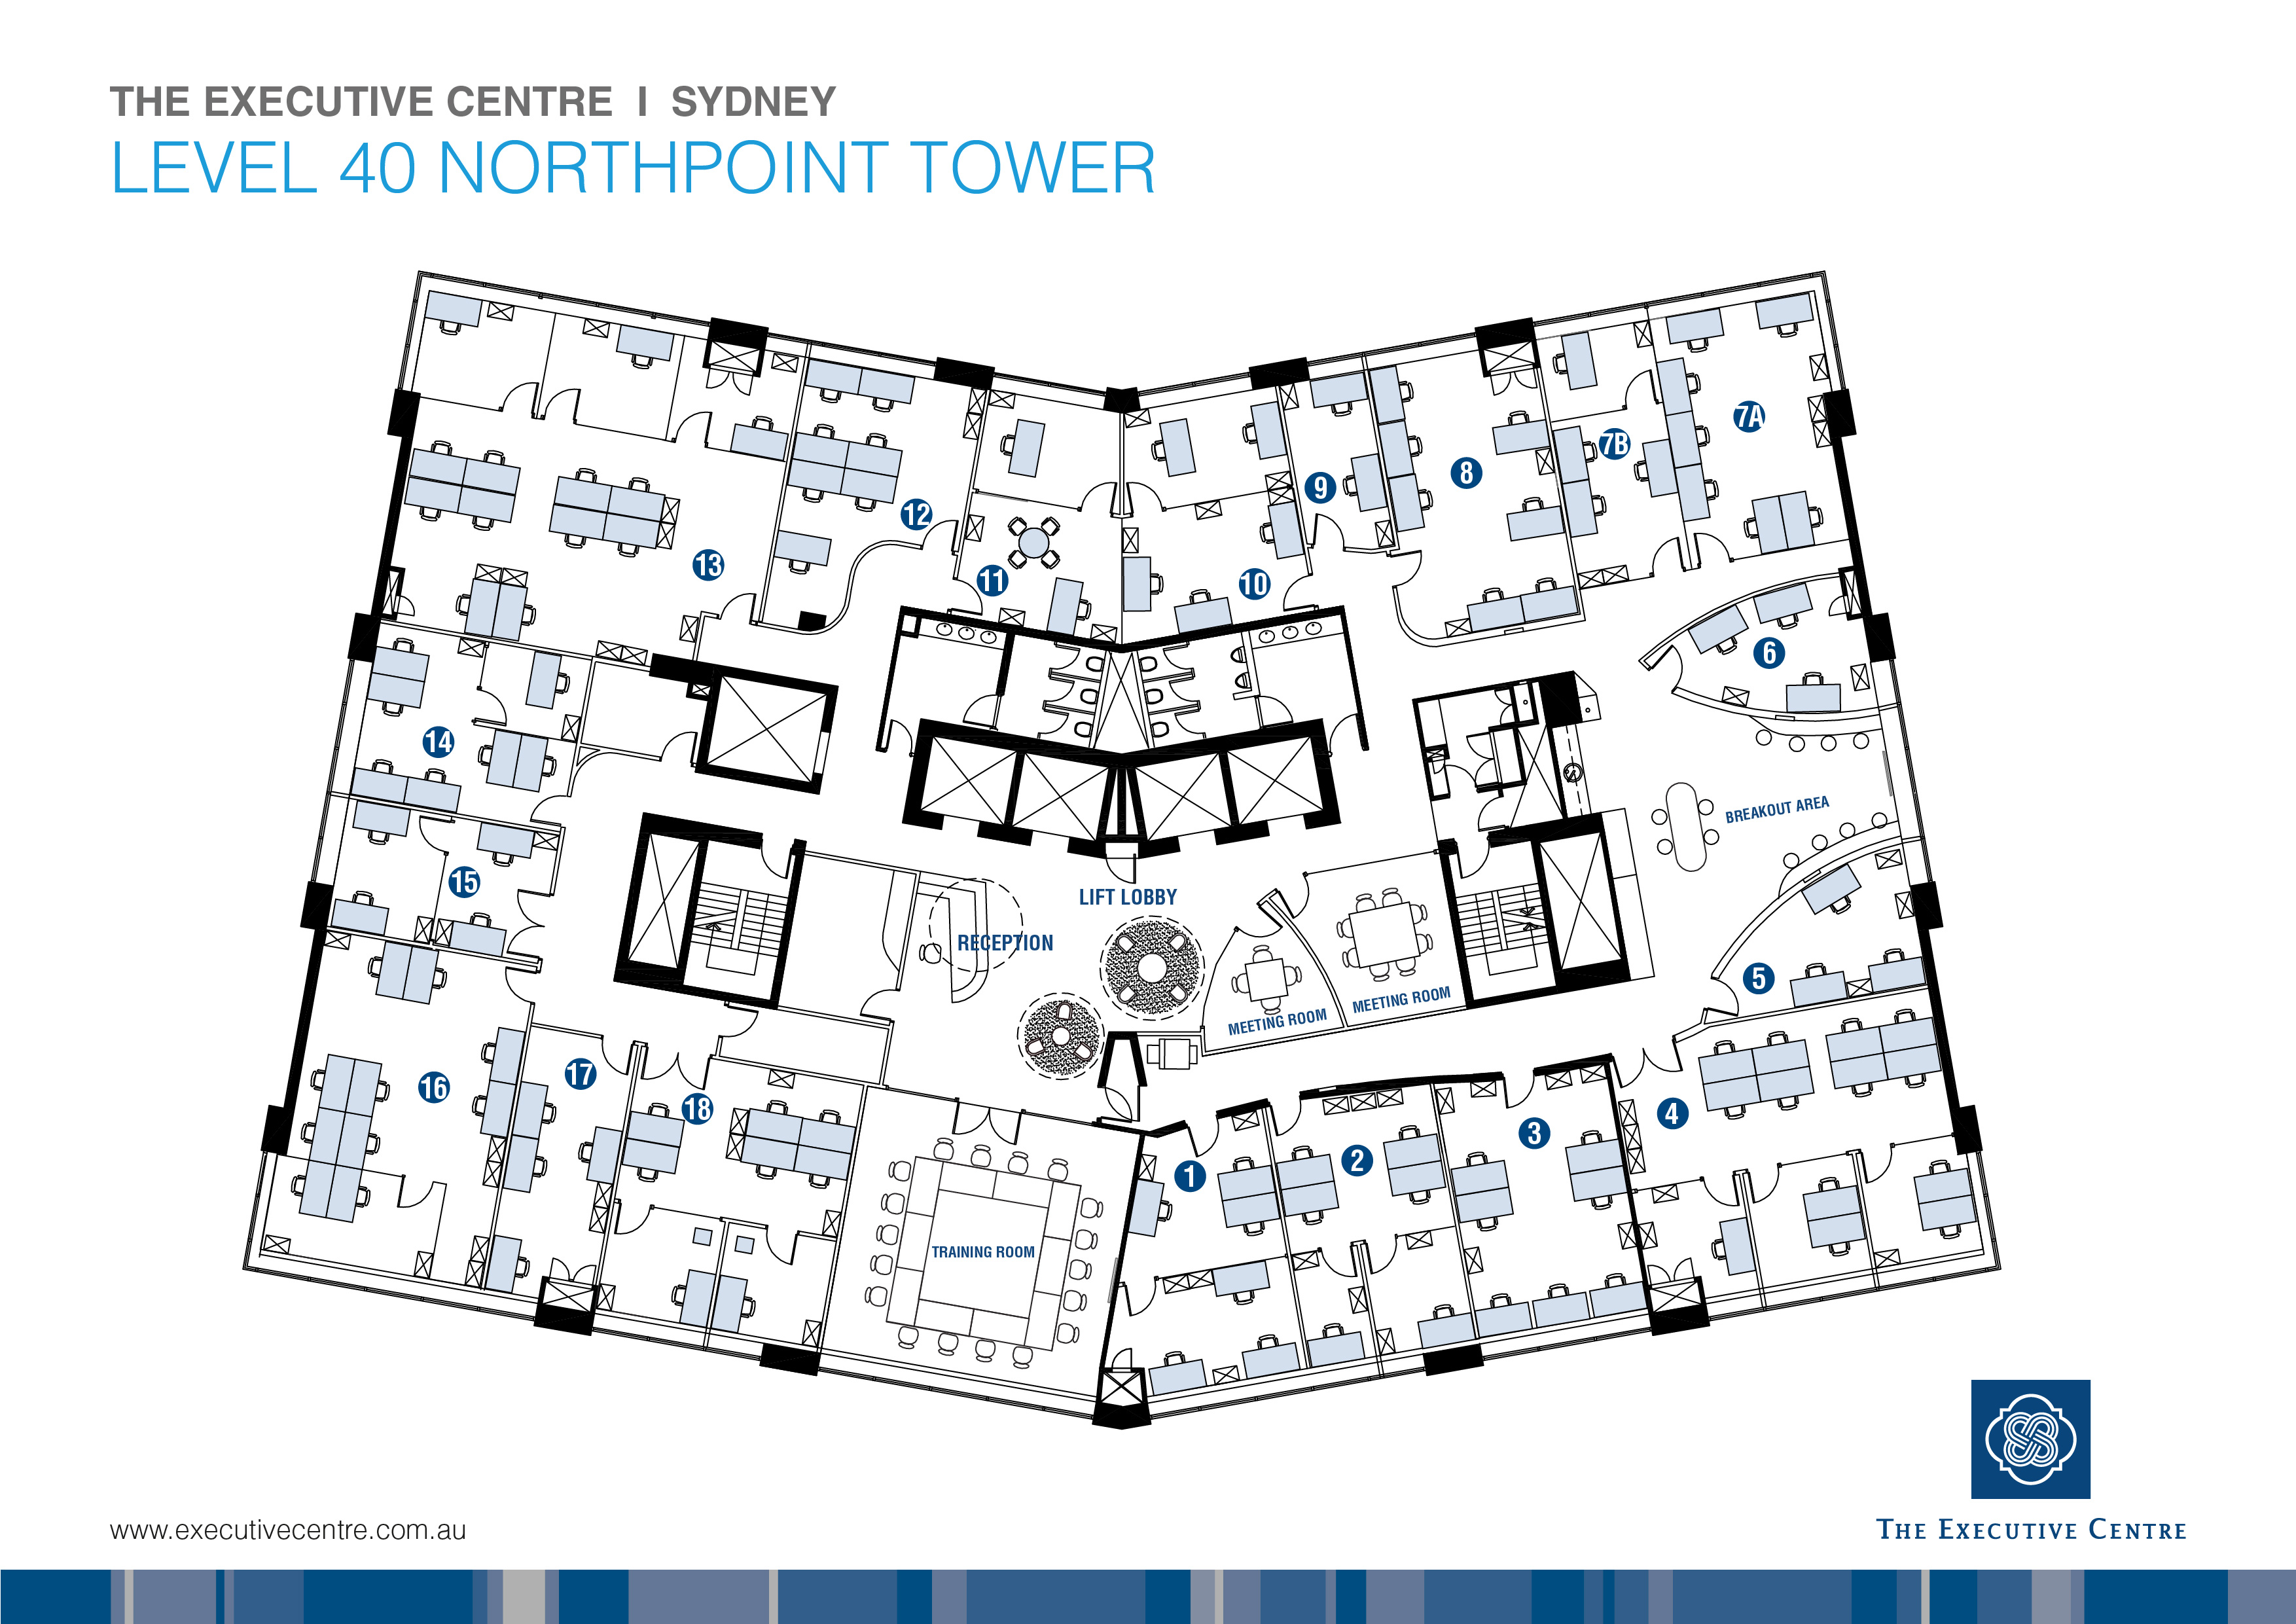 THE EXECUTIVE CENTRE I SYDNEY
LEVEL 40 NORTHPOINT TOWER
7A
7B
8
9
12
13
11
10
6
14
BREAKOUT AREA
15
LIFT LOBBY
RECEPTION
5
MEETING ROOM
MEETING ROOM
16
17
18
4
3
2
1
TRAINING ROOM
www.executivecentre.com.au
THE EXECUTIVE CENTRE